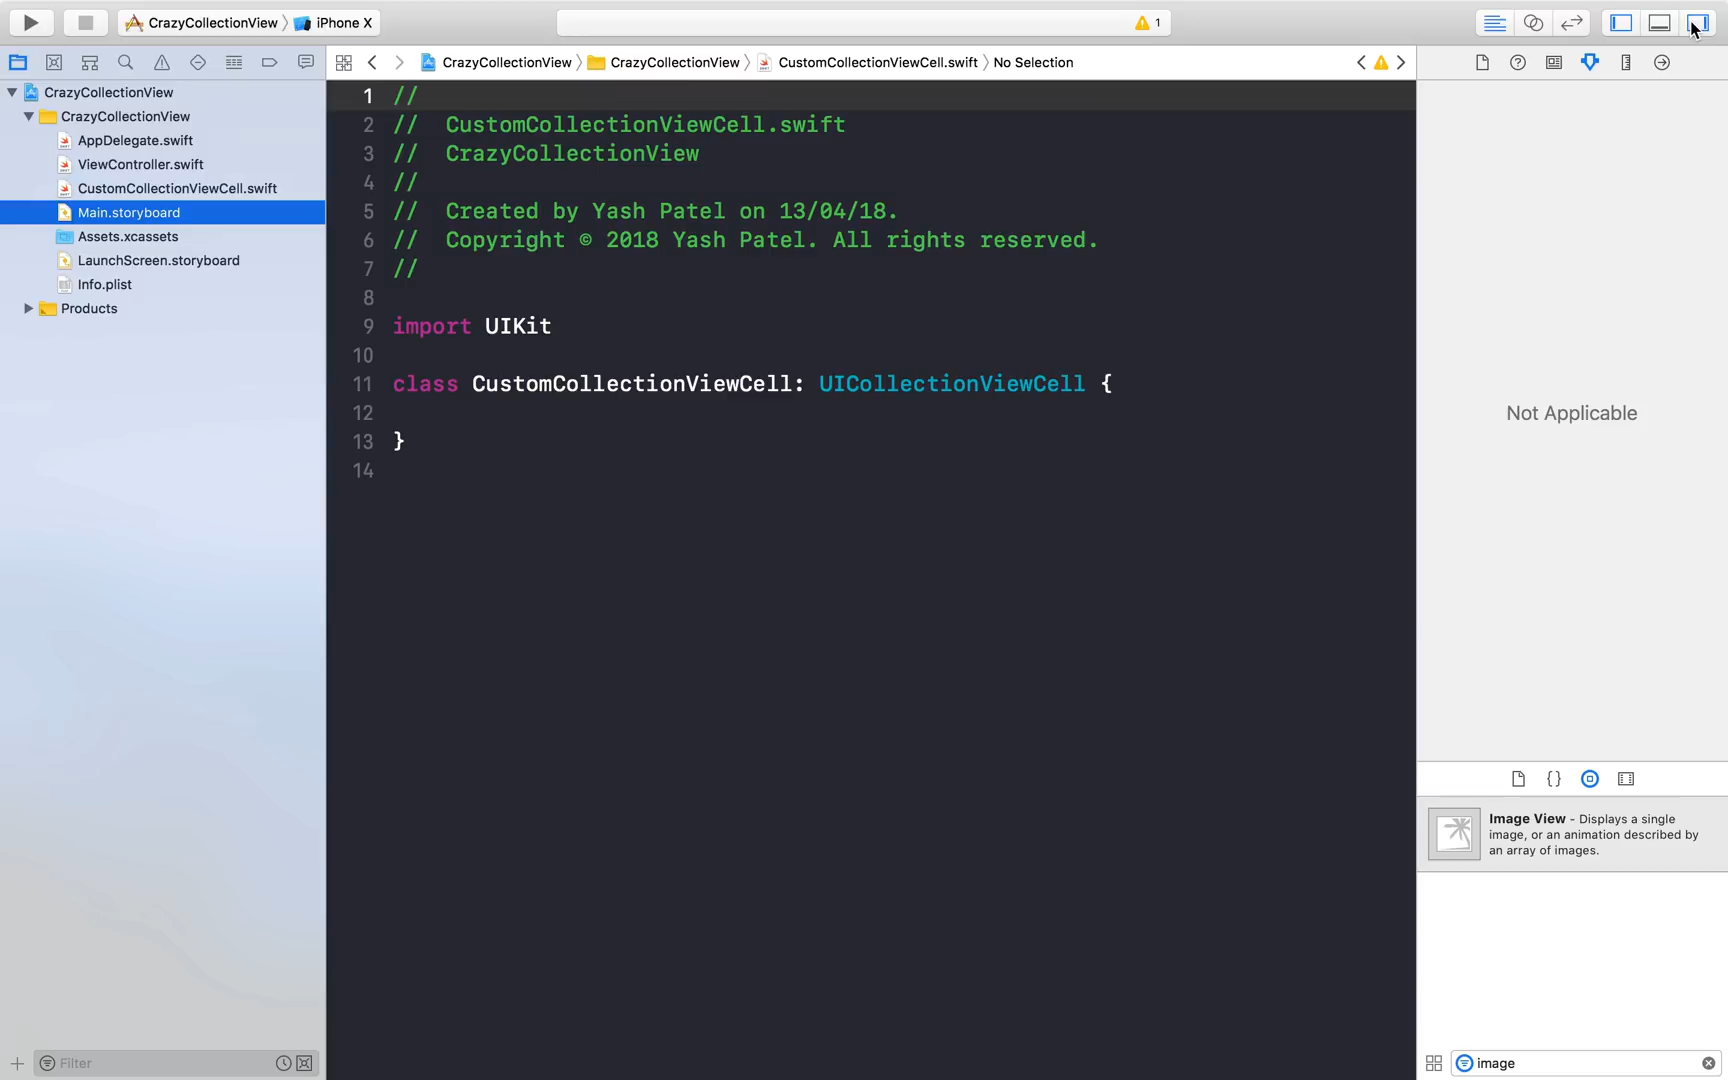 CrazyCollectionView 〉 iPhone X
1
CrazyCollectionView 〉 CrazyCollectionView 〉 CustomCollectionViewCell.swift 〉 No Selection
CrazyCollectionView
CrazyCollectionView
AppDelegate.swift
ViewController.swift
CustomCollectionViewCell.swift
Main.storyboard
Assets.xcassets
LaunchScreen.storyboard
Info.plist
Products
Filter
1 //
2 //  CustomCollectionViewCell.swift
3 //  CrazyCollectionView
4 //
5 //  Created by Yash Patel on 13/04/18.
6 //  Copyright © 2018 Yash Patel. All rights reserved.
7 //
8
9 import UIKit
10
11 class CustomCollectionViewCell: UICollectionViewCell {
12
13 }
14
Not Applicable
{}
Image View - Displays a single
image, or an animation described by
an array of images.
image